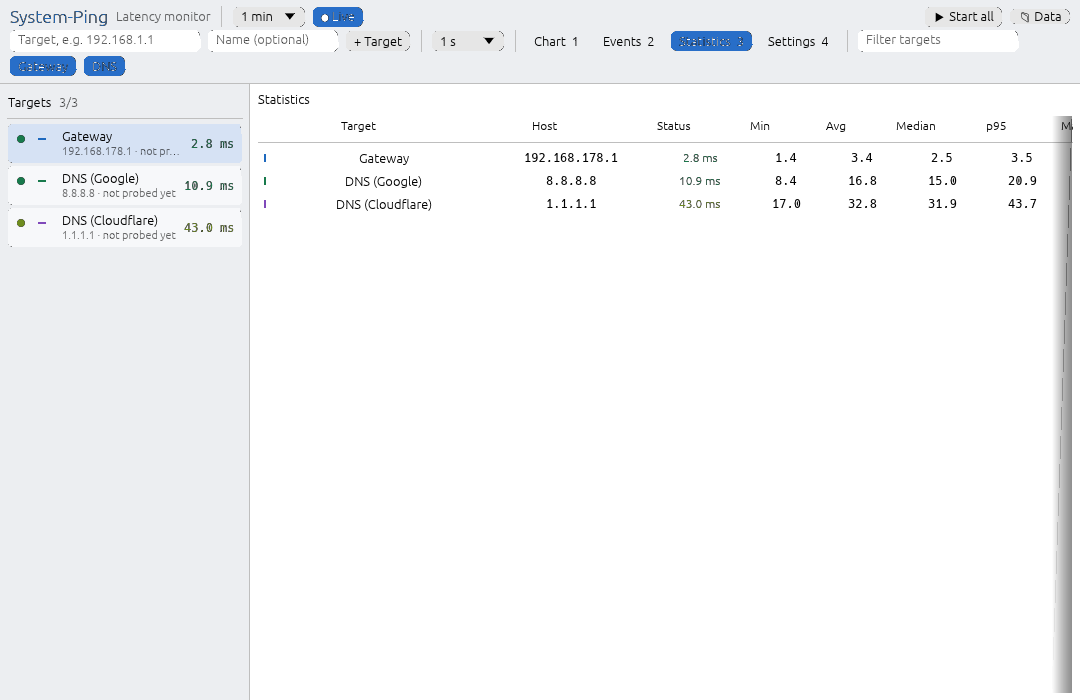 System-Ping Latency monitor 1 min Live Start all Data
Target, e.g. 192.168.1.1 Name (optional) + Target 1 s Chart 1 Events 2 Statistics 3 Settings 4 Filter targets
Gateway DNS
Targets 3/3
Gateway
192.168.178.1 · not pr... 2.8 ms
DNS (Google)
8.8.8.8 · not probed yet 10.9 ms
DNS (Cloudflare)
1.1.1.1 · not probed yet 43.0 ms
Statistics
Target Host Status Min Avg Median p95
Gateway 192.168.178.1 2.8 ms 1.4 3.4 2.5 3.5
DNS (Google) 8.8.8.8 10.9 ms 8.4 16.8 15.0 20.9
DNS (Cloudflare) 1.1.1.1 43.0 ms 17.0 32.8 31.9 43.7